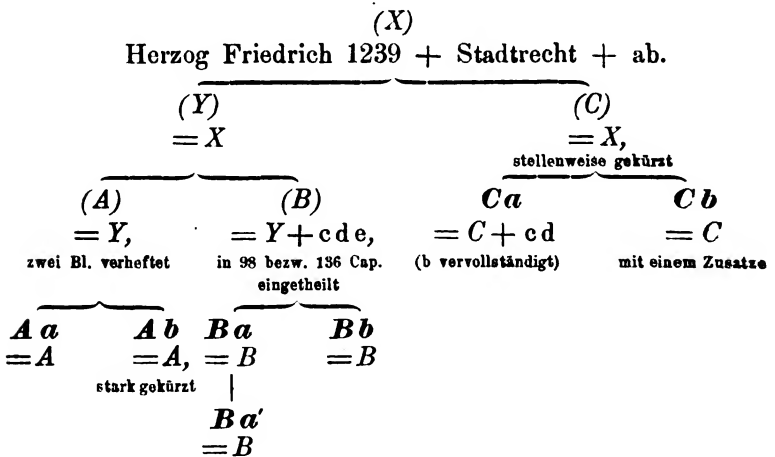 (X)
Herzog Friedrich 1239 + Stadtrecht + ab.
(Y) (C)
= X = X,
stellenweise gekürzt
(A) (B) Ca Cb
= Y, = Y + c d e, = C + cd = C
zwei Bl. verheftet in 98 bezw. 136 Cap. (b vervollständigt) mit einem Zusatze
eingetheilt
Aa Ab Ba Bb
= A = A, = B = B
stark gekürzt
Ba'
= B